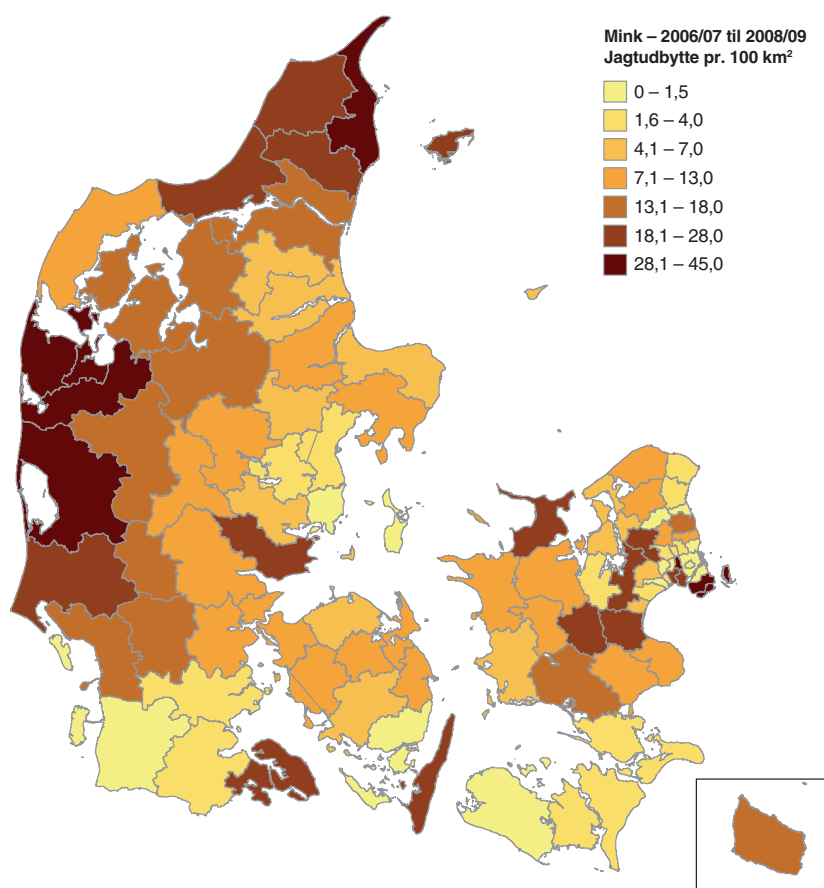 Mink – 2006/07 til 2008/09
Jagtudbytte pr. 100 km²
0 – 1,5
1,6 – 4,0
4,1 – 7,0
7,1 – 13,0
13,1 – 18,0
18,1 – 28,0
28,1 – 45,0